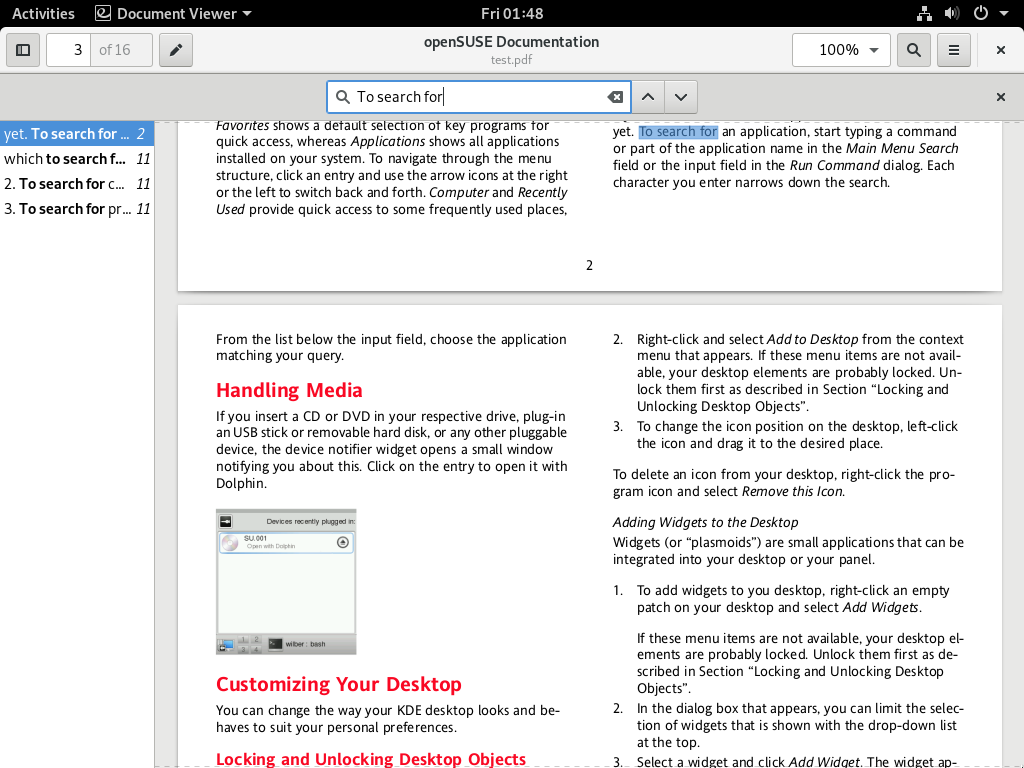 Activities Document Viewer Fri 01:48
3 of 16 openSUSE Documentation 100%
test.pdf
To search for
yet. To search for ... 2
which to search f... 11
2. To search for c... 11
3. To search for pr... 11
Favorites shows a default selection of key programs for
quick access, whereas Applications shows all applications
installed on your system. To navigate through the menu
structure, click an entry and use the arrow icons at the right
or the left to switch back and forth. Computer and Recently
Used provide quick access to some frequently used places,
yet. To search for an application, start typing a command
or part of the application name in the Main Menu Search
field or the input field in the Run Command dialog. Each
character you enter narrows down the search.
2
From the list below the input field, choose the application
matching your query.
Handling Media
If you insert a CD or DVD in your respective drive, plug-in
an USB stick or removable hard disk, or any other pluggable
device, the device notifier widget opens a small window
notifying you about this. Click on the entry to open it with
Dolphin.
Devices recently plugged in:
SU.001
Open with Dolphin
1 2
3 4
wilber : bash
Customizing Your Desktop
You can change the way your KDE desktop looks and be-
haves to suit your personal preferences.
Locking and Unlocking Desktop Objects
2. Right-click and select Add to Desktop from the context
menu that appears. If these menu items are not avail-
able, your desktop elements are probably locked. Un-
lock them first as described in Section “Locking and
Unlocking Desktop Objects”.
3. To change the icon position on the desktop, left-click
the icon and drag it to the desired place.
To delete an icon from your desktop, right-click the pro-
gram icon and select Remove this Icon.
Adding Widgets to the Desktop
Widgets (or “plasmoids”) are small applications that can be
integrated into your desktop or your panel.
1. To add widgets to you desktop, right-click an empty
patch on your desktop and select Add Widgets.
If these menu items are not available, your desktop el-
ements are probably locked. Unlock them first as de-
scribed in Section “Locking and Unlocking Desktop
Objects”.
2. In the dialog box that appears, you can limit the selec-
tion of widgets that is shown with the drop-down list
at the top.
3. Select a widget and click Add Widget. The widget ap-